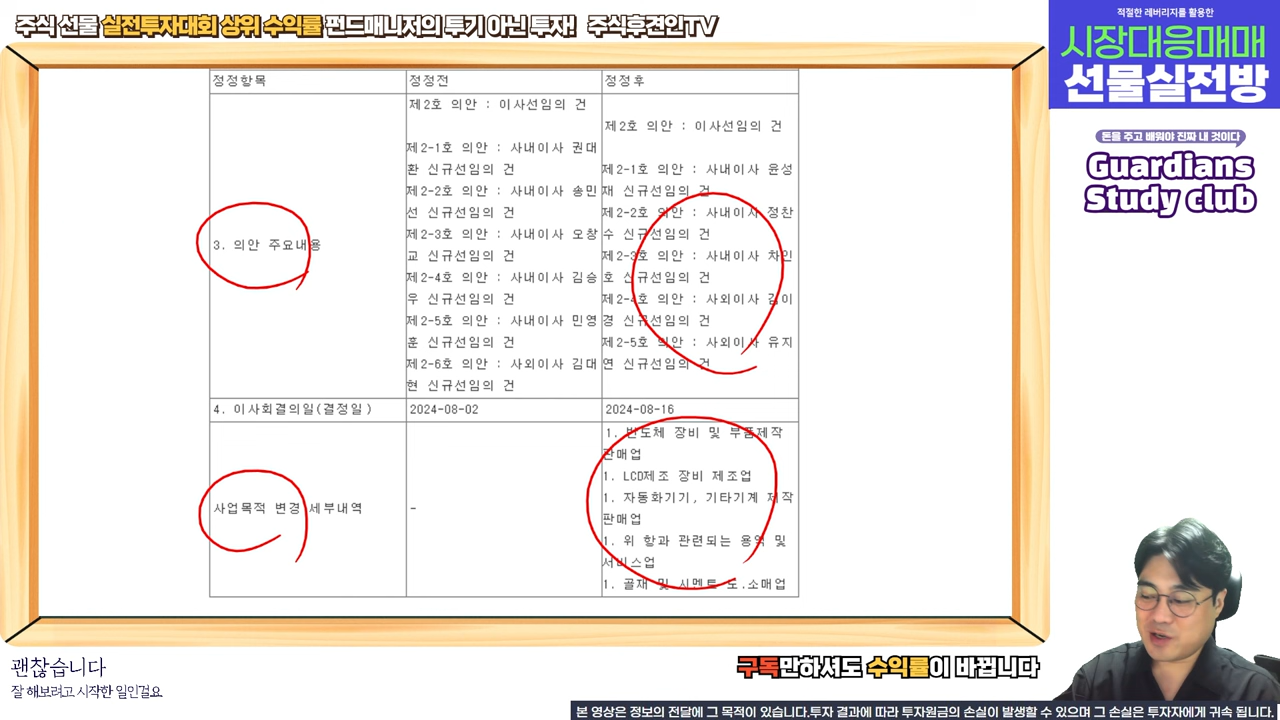 주식 선물 실전투자대회 상위 수익률 펀드매니저의 투기 아닌 투자! 주식후견인TV
적절한 레버리지를 활용한
시장대응매매
선물실전방
돈을 주고 배워야 진짜 내 것이다
Guardians
Study club
정정항목 정정전 정정후
3. 의안 주요내용
제2호 의안 : 이사선임의 건
제2-1호 의안 : 사내이사 권대
환 신규선임의 건
제2-2호 의안 : 사내이사 송민
선 신규선임의 건
제2-3호 의안 : 사내이사 오창
교 신규선임의 건
제2-4호 의안 : 사내이사 김승
우 신규선임의 건
제2-5호 의안 : 사내이사 민영
훈 신규선임의 건
제2-6호 의안 : 사외이사 김대
현 신규선임의 건
제2호 의안 : 이사선임의 건
제2-1호 의안 : 사내이사 윤성
재 신규선임의 건
제2-2호 의안 : 사내이사 정찬
수 신규선임의 건
제2-3호 의안 : 사내이사 차인
호 신규선임의 건
제2-4호 의안 : 사외이사 김이
경 신규선임의 건
제2-5호 의안 : 사외이사 유지
연 신규선임의 건
4. 이사회결의일(결정일) 2024-08-02 2024-08-16
사업목적 변경 세부내역 -
1. 반도체 장비 및 부품제작
판매업
1. LCD제조 장비 제조업
1. 자동화기기, 기타기계 제작
판매업
1. 위 항과 관련되는 용역 및
서비스업
1. 골재 및 시멘트 도.소매업
괜찮습니다
잘 해보려고 시작한 일인걸요
구독만하셔도 수익률이 바뀝니다
본 영상은 정보의 전달에 그 목적이 있습니다.투자 결과에 따라 투자원금의 손실이 발생할 수 있으며 그 손실은 투자자에게 귀속 됩니다.